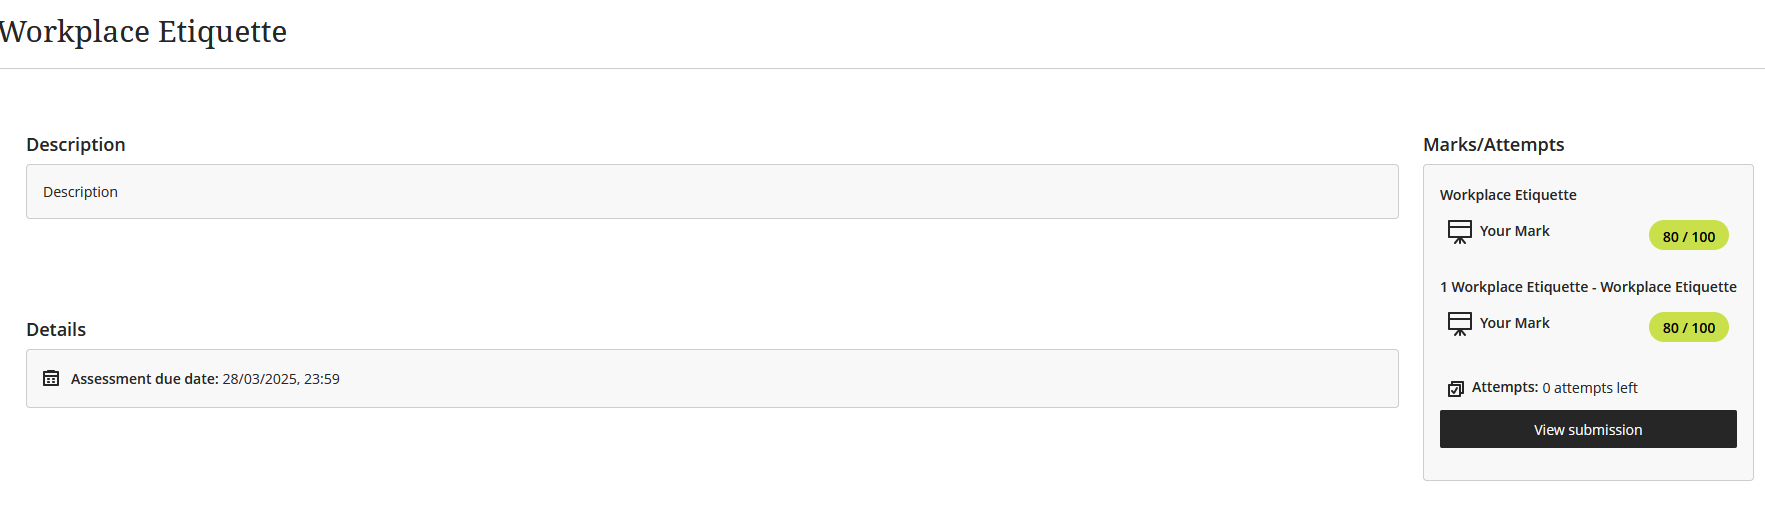 Workplace Etiquette
Description
Description
Details
Assessment due date: 28/03/2025, 23:59
Marks/Attempts
Workplace Etiquette
Your Mark
80 / 100
1 Workplace Etiquette - Workplace Etiquette
Your Mark
80 / 100
Attempts: 0 attempts left
View submission